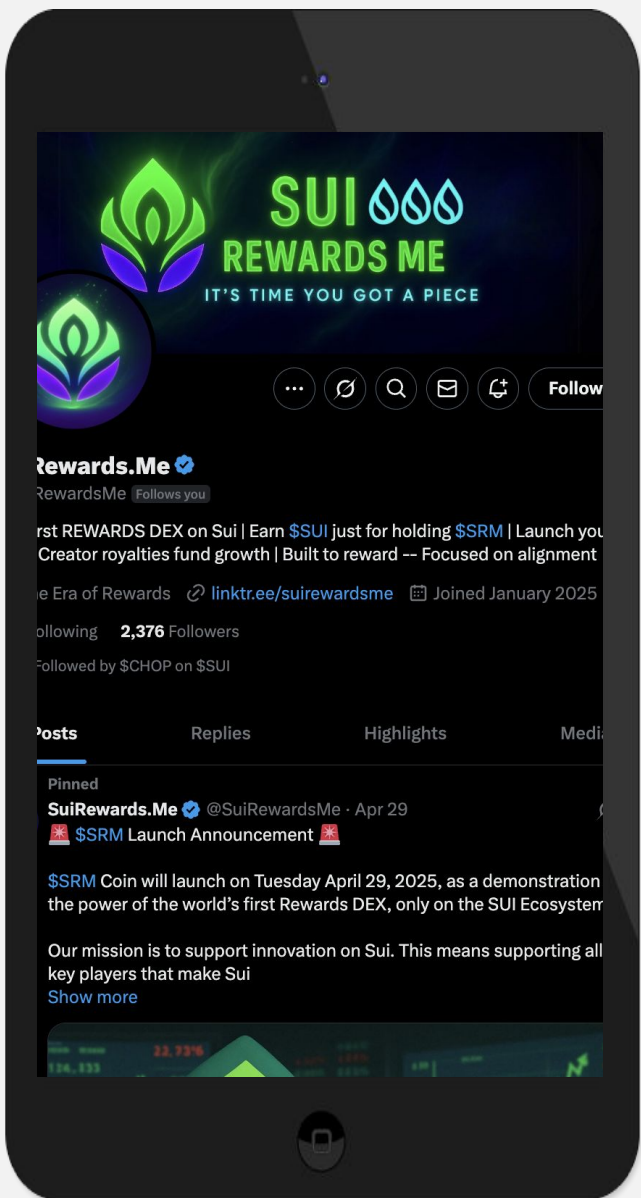 SUI
REWARDS ME
IT'S TIME YOU GOT A PIECE
Follow
Rewards.Me
RewardsMe Follows you
rst REWARDS DEX on Sui | Earn $SUI just for holding $SRM | Launch you
Creator royalties fund growth | Built to reward -- Focused on alignment
e Era of Rewards linktr.ee/suirewardsme Joined January 2025
ollowing 2,376 Followers
Followed by $CHOP on $SUI
Posts Replies Highlights Media
Pinned
SuiRewards.Me @SuiRewardsMe · Apr 29
🚨 $SRM Launch Announcement 🚨
$SRM Coin will launch on Tuesday April 29, 2025, as a demonstration
the power of the world’s first Rewards DEX, only on the SUI Ecosystem
Our mission is to support innovation on Sui. This means supporting all
key players that make Sui
Show more
22,73%
124,133